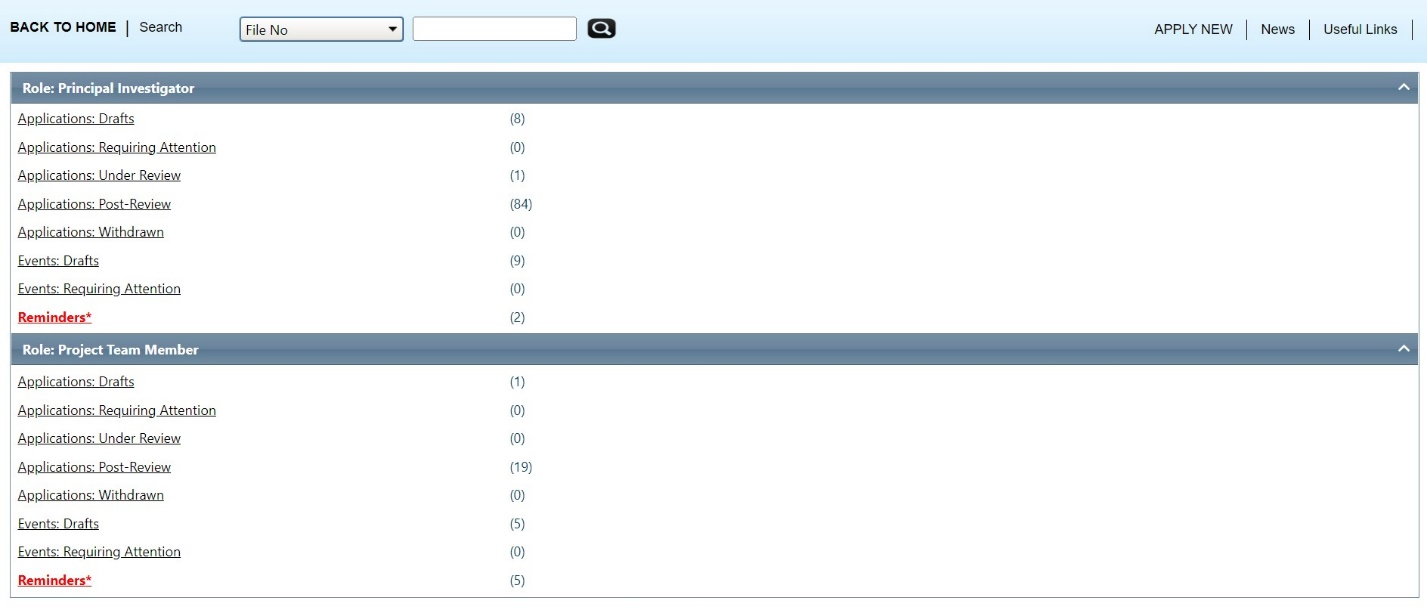 BACK TO HOME | Search File No APPLY NEW | News | Useful Links |
Role: Principal Investigator
Applications: Drafts (8)
Applications: Requiring Attention (0)
Applications: Under Review (1)
Applications: Post-Review (84)
Applications: Withdrawn (0)
Events: Drafts (9)
Events: Requiring Attention (0)
Reminders* (2)
Role: Project Team Member
Applications: Drafts (1)
Applications: Requiring Attention (0)
Applications: Under Review (0)
Applications: Post-Review (19)
Applications: Withdrawn (0)
Events: Drafts (5)
Events: Requiring Attention (0)
Reminders* (5)